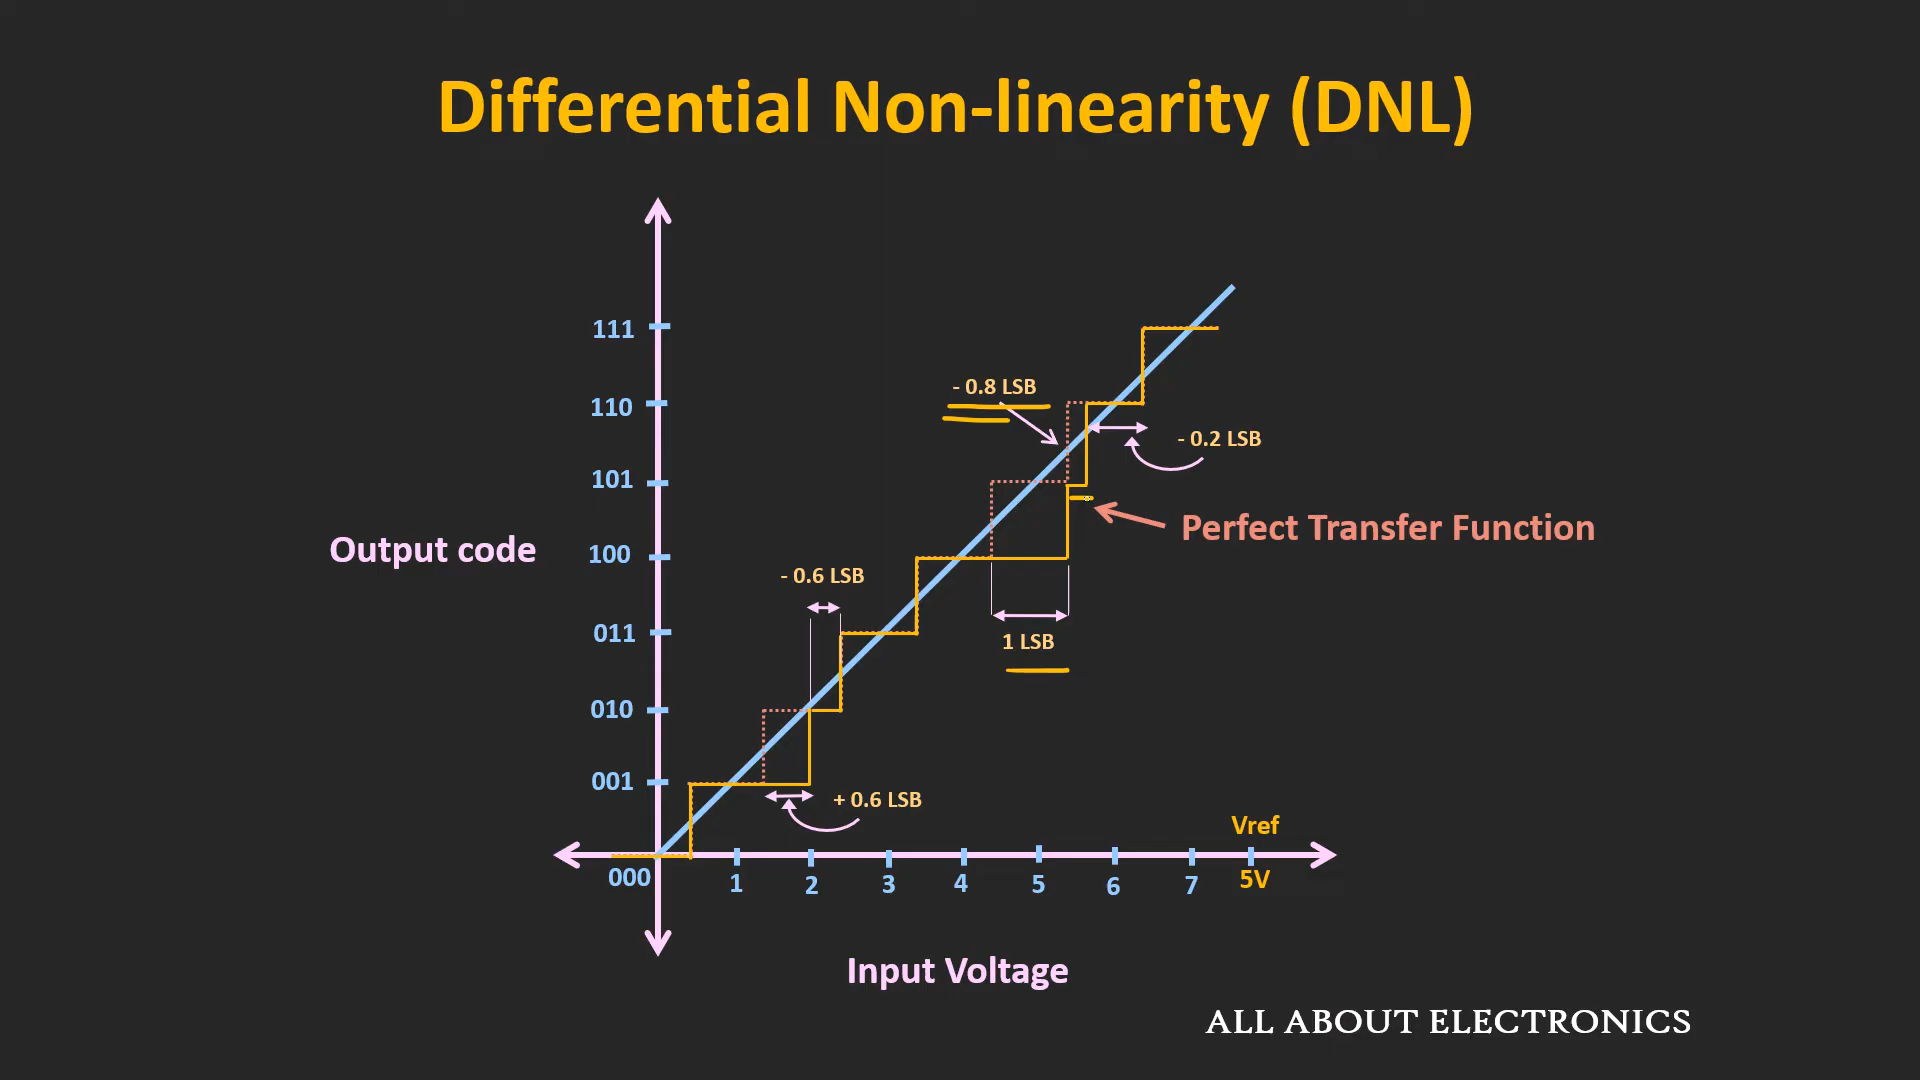 Differential Non-linearity (DNL)
111
110
101
100
011
010
001
000
Output code
- 0.8 LSB
- 0.2 LSB
Perfect Transfer Function
- 0.6 LSB
1 LSB
+ 0.6 LSB
Vref
1
2
3
4
5
6
7
5V
Input Voltage
ALL ABOUT ELECTRONICS